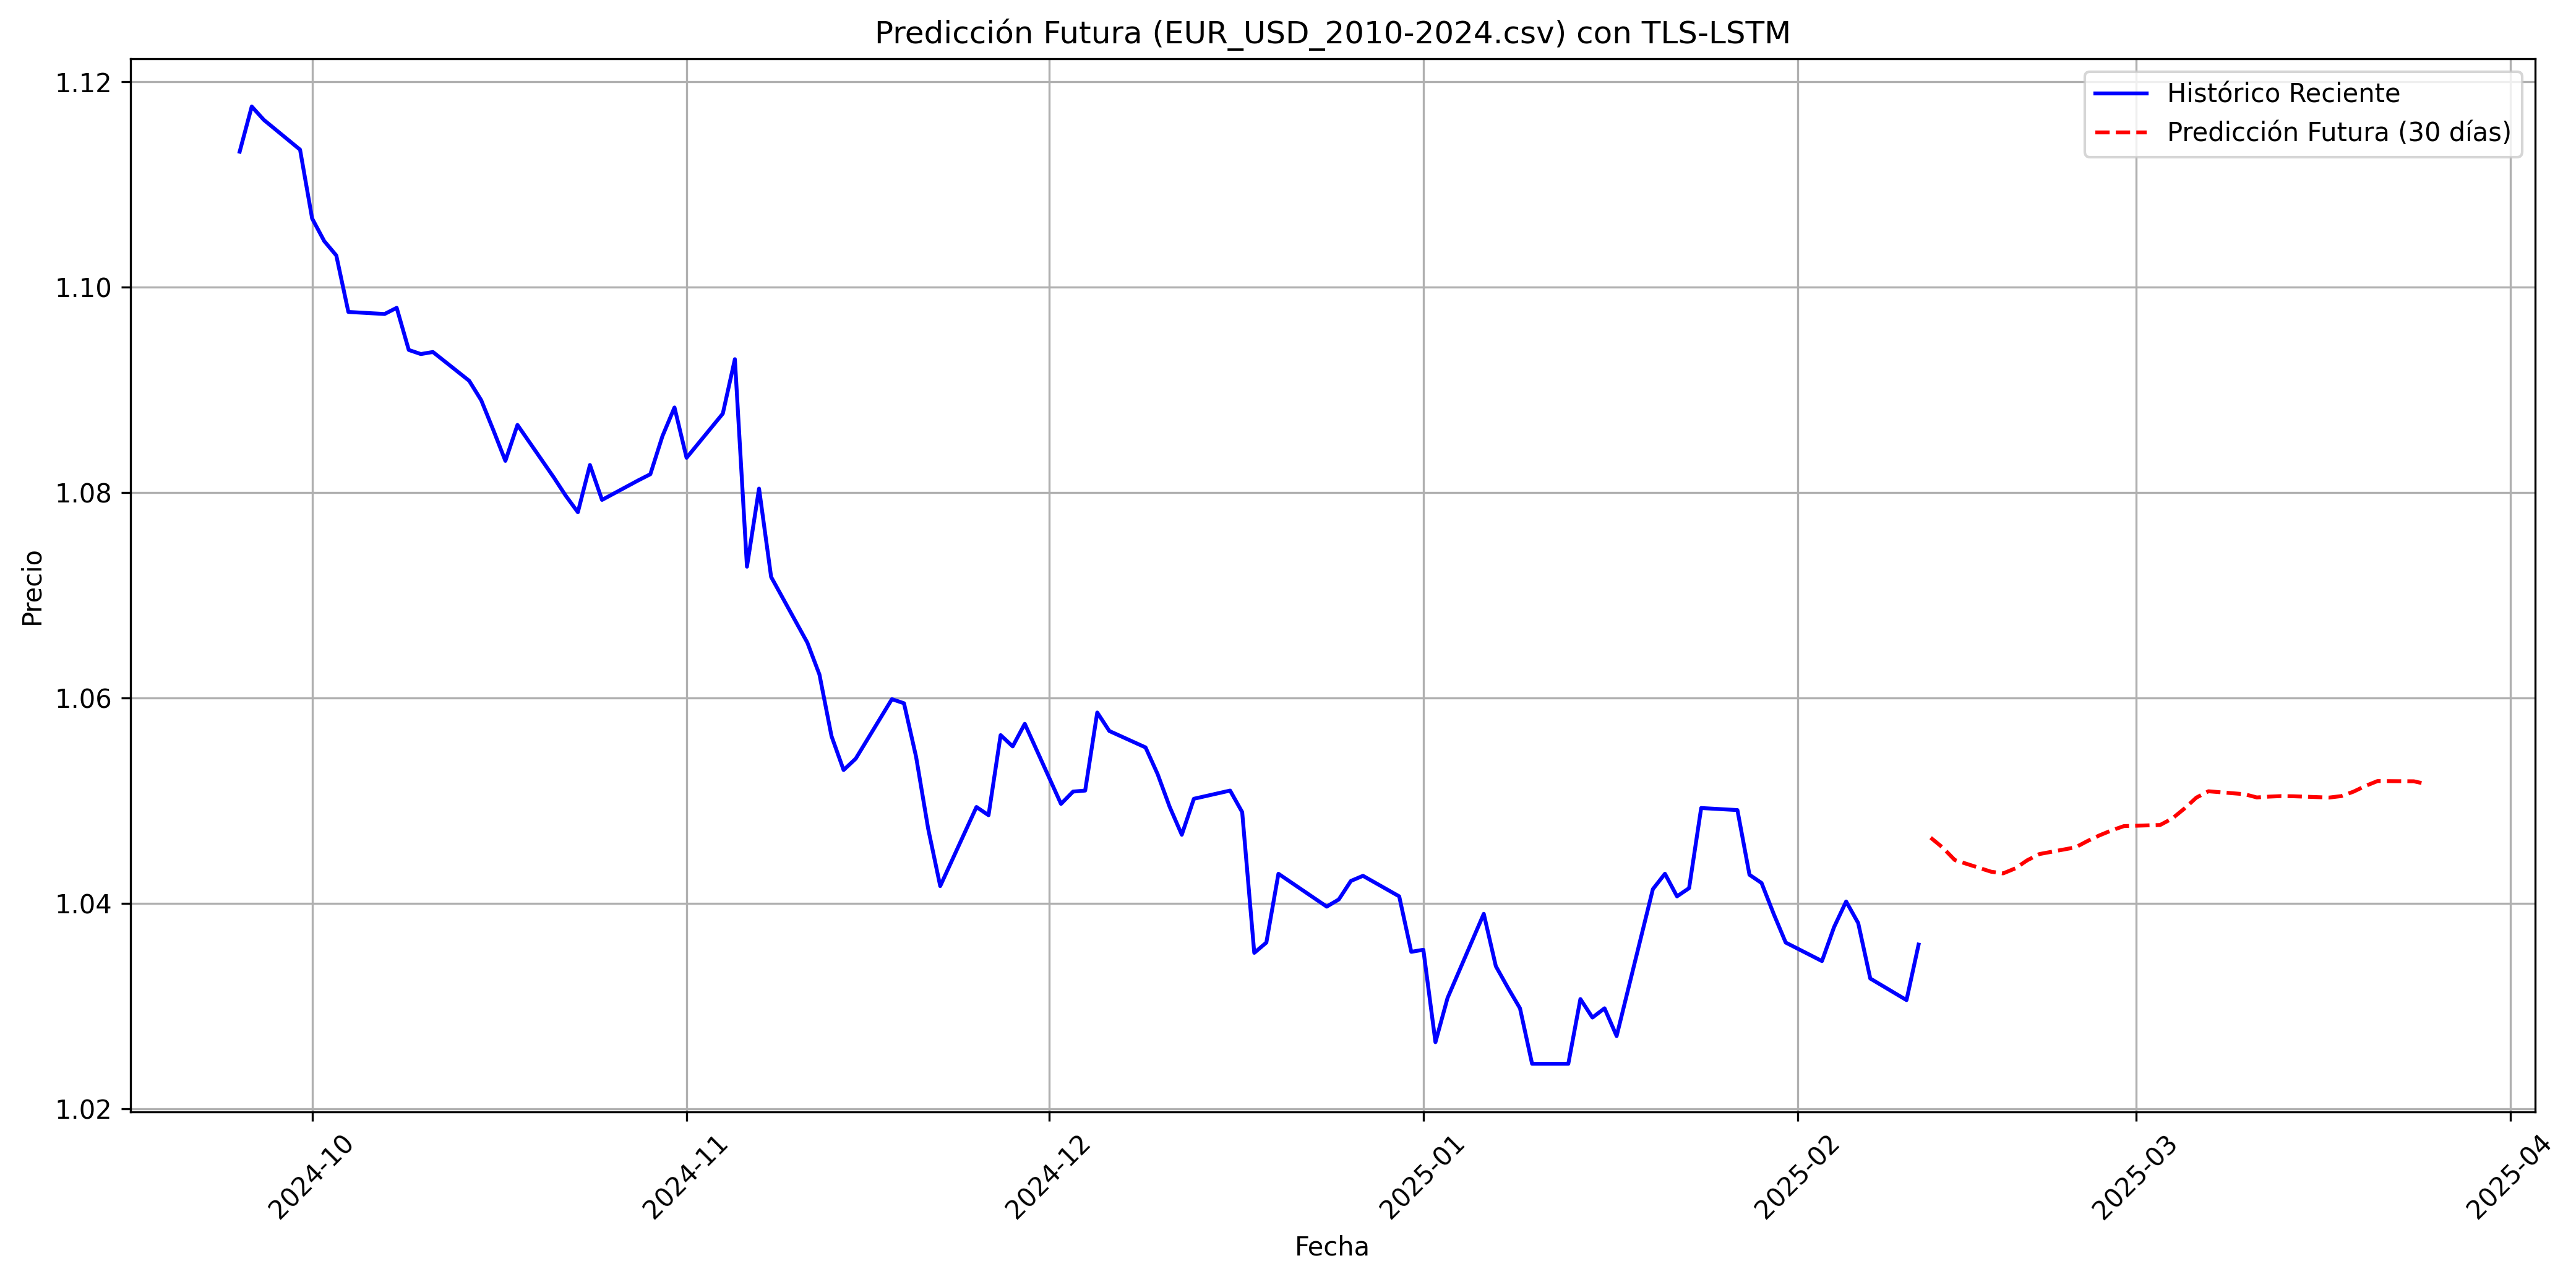 Predicción Futura (EUR_USD_2010-2024.csv) con TLS-LSTM
Histórico Reciente
Predicción Futura (30 días)
Precio
1.12
1.10
1.08
1.06
1.04
1.02
2024-10
2024-11
2024-12
2025-01
2025-02
2025-03
2025-04
Fecha